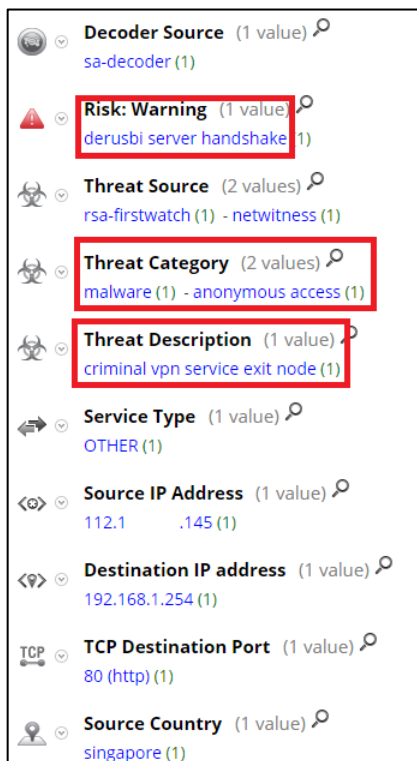 Decoder Source (1 value)
sa-decoder (1)
Risk: Warning (1 value)
derusbi server handshake (1)
Threat Source (2 values)
rsa-firstwatch (1) - netwitness (1)
Threat Category (2 values)
malware (1) - anonymous access (1)
Threat Description (1 value)
criminal vpn service exit node (1)
Service Type (1 value)
OTHER (1)
Source IP Address (1 value)
112.1 .145 (1)
Destination IP address (1 value)
192.168.1.254 (1)
TCP
TCP Destination Port (1 value)
80 (http) (1)
Source Country (1 value)
singapore (1)